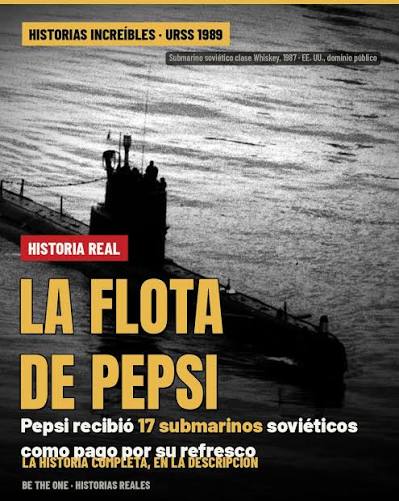 HISTORIAS INCREÍBLES · URSS 1989
Submarino soviético clase Whiskey, 1987 · EE. UU., dominio público
HISTORIA REAL
LA FLOTA
DE PEPSI
Pepsi recibió 17 submarinos soviéticos
como pago por su refresco
LA HISTORIA COMPLETA, EN LA DESCRIPCIÓN
BE THE ONE · HISTORIAS REALES